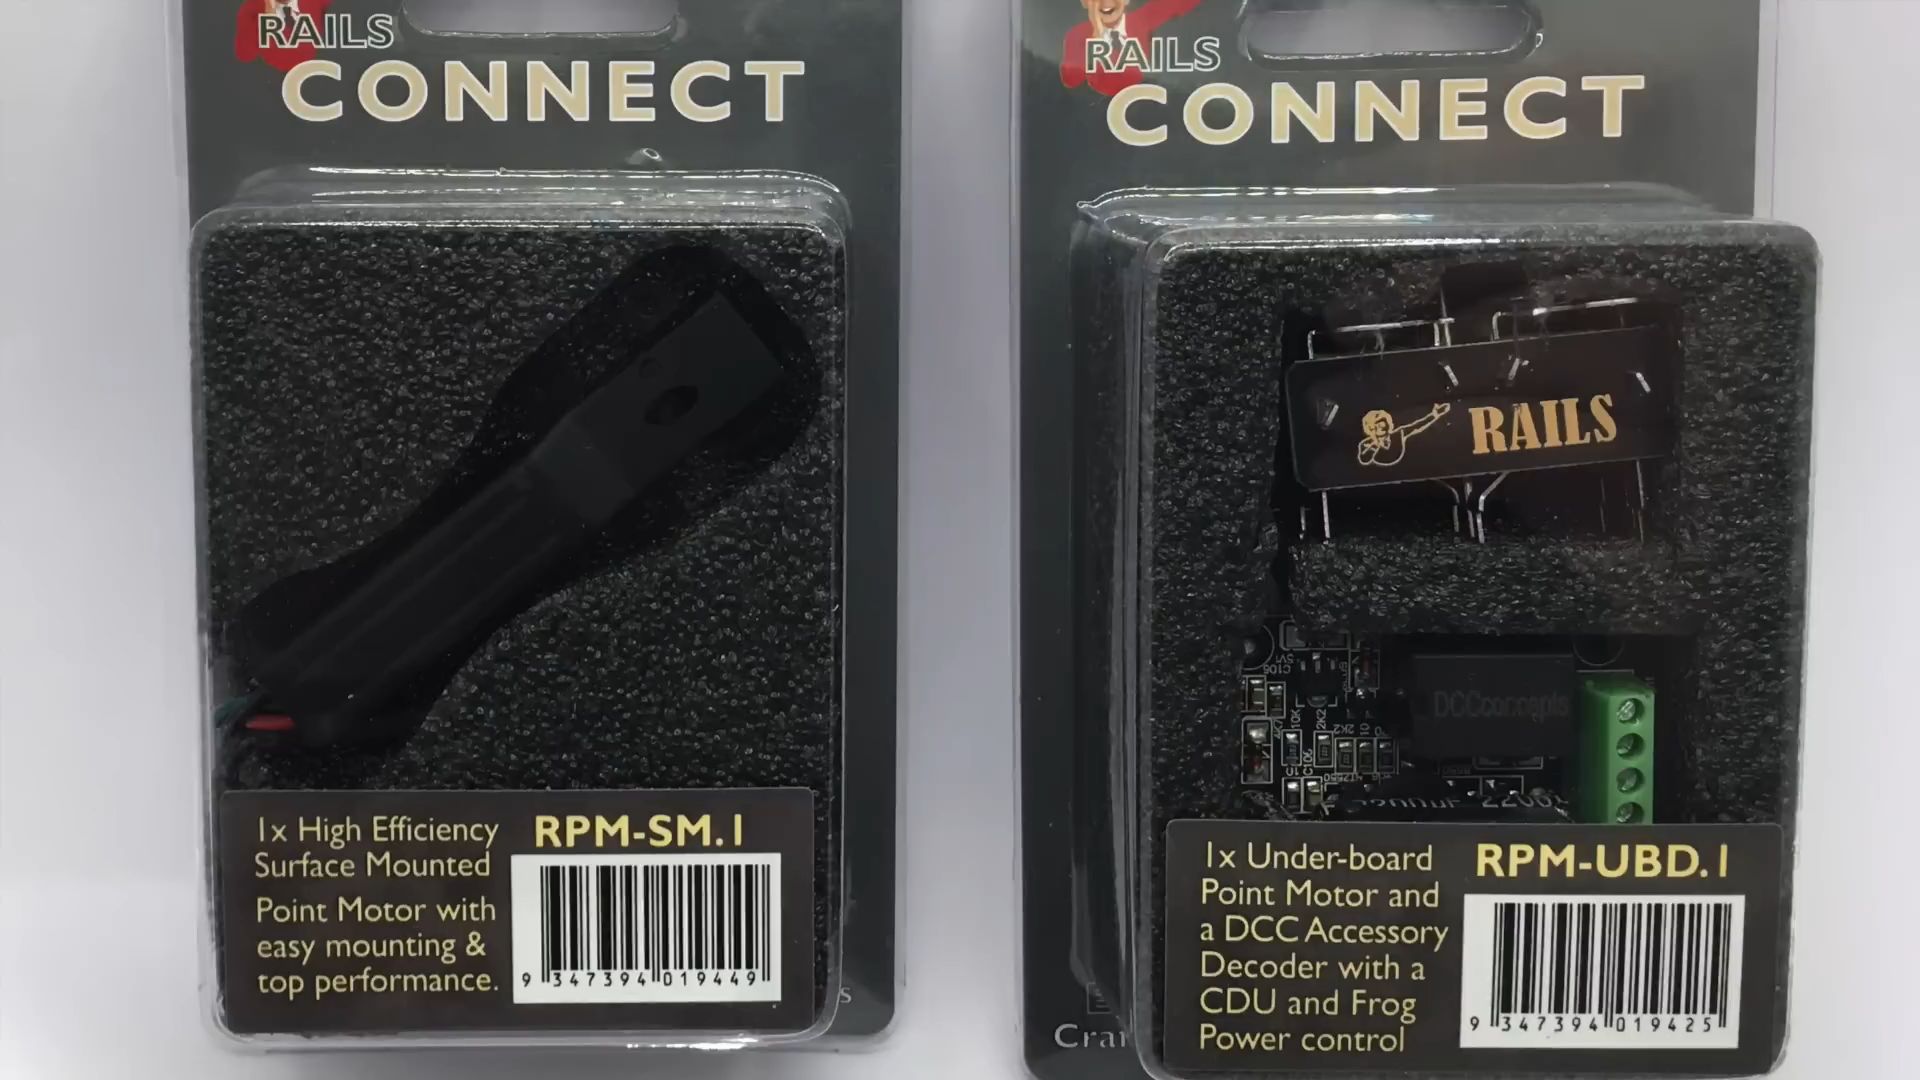 RAILS
CONNECT
1x High Efficiency
Surface Mounted
Point Motor with
easy mounting &
top performance.
RPM-SM.1
9 347394 019449
RAILS
CONNECT
RAILS
DCCconcepts
1x Under-board
Point Motor and
a DCC Accessory
Decoder with a
CDU and Frog
Power control
RPM-UBD.1
9 347394 019425